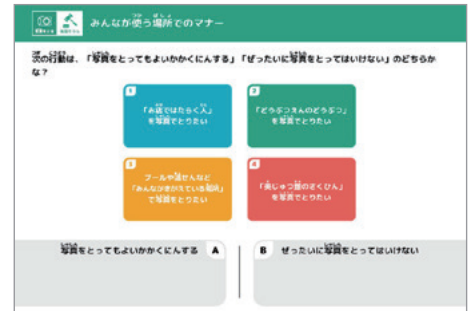 みんなが使う場所でのマナー
次の行動は、「写真をとってもよいかかくにんする」「ぜったいに写真をとってはいけない」のどちらか
な?
1
「お店ではたらく人」
を写真でとりたい
2
「どうぶつえんのどうぶつ」
を写真でとりたい
3
プールや温せんなど
「みんながきがえている場所」
で写真をとりたい
4
「美じゅつ館のさくひん」
を写真でとりたい
写真をとってもよいかかくにんする A
B ぜったいに写真をとってはいけない